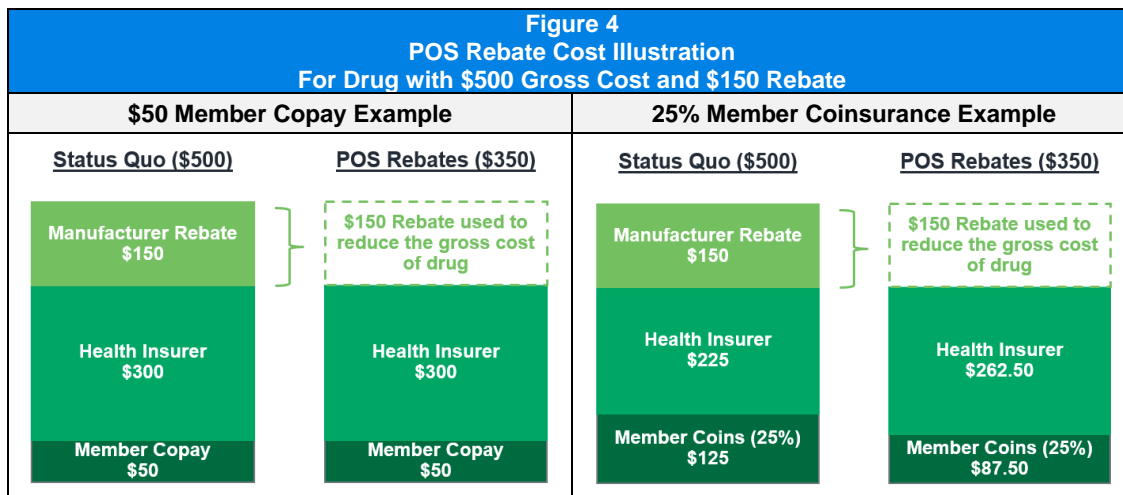 Figure 4
POS Rebate Cost Illustration
For Drug with $500 Gross Cost and $150 Rebate
$50 Member Copay Example
25% Member Coinsurance Example
Status Quo ($500)
POS Rebates ($350)
Status Quo ($500)
POS Rebates ($350)
Manufacturer Rebate
$150
$150 Rebate used to
reduce the gross cost
of drug
Manufacturer Rebate
$150
$150 Rebate used to
reduce the gross cost
of drug
Health Insurer
$300
Health Insurer
$300
Health Insurer
$225
Health Insurer
$262.50
Member Copay
$50
Member Copay
$50
Member Coins (25%)
$125
Member Coins (25%)
$87.50